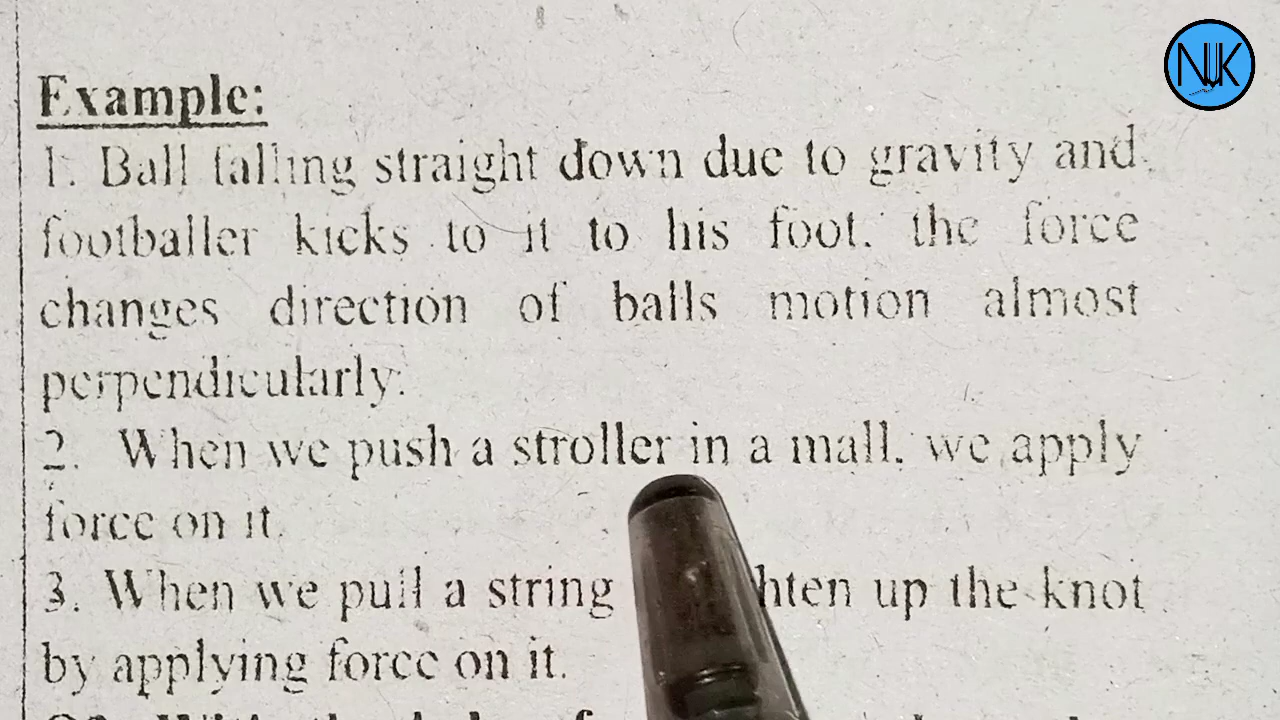 NJK
Example:
1. Ball falling straight down due to gravity and
footballer kicks to it to his foot. the force
changes direction of balls motion almost
perpendicularly.
2. When we push a stroller in a mall, we apply
force on it.
3. When we pull a string hten up the knot
by applying force on it.